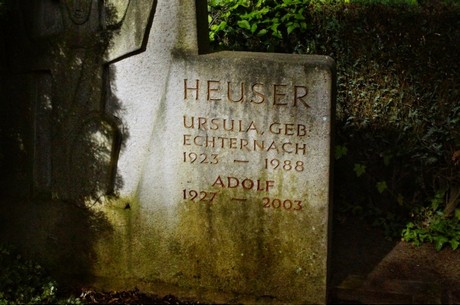 HEUSER
URSULA, GEB.
ECHTERNACH
1923 — 1988
ADOLF
1927 — 2003